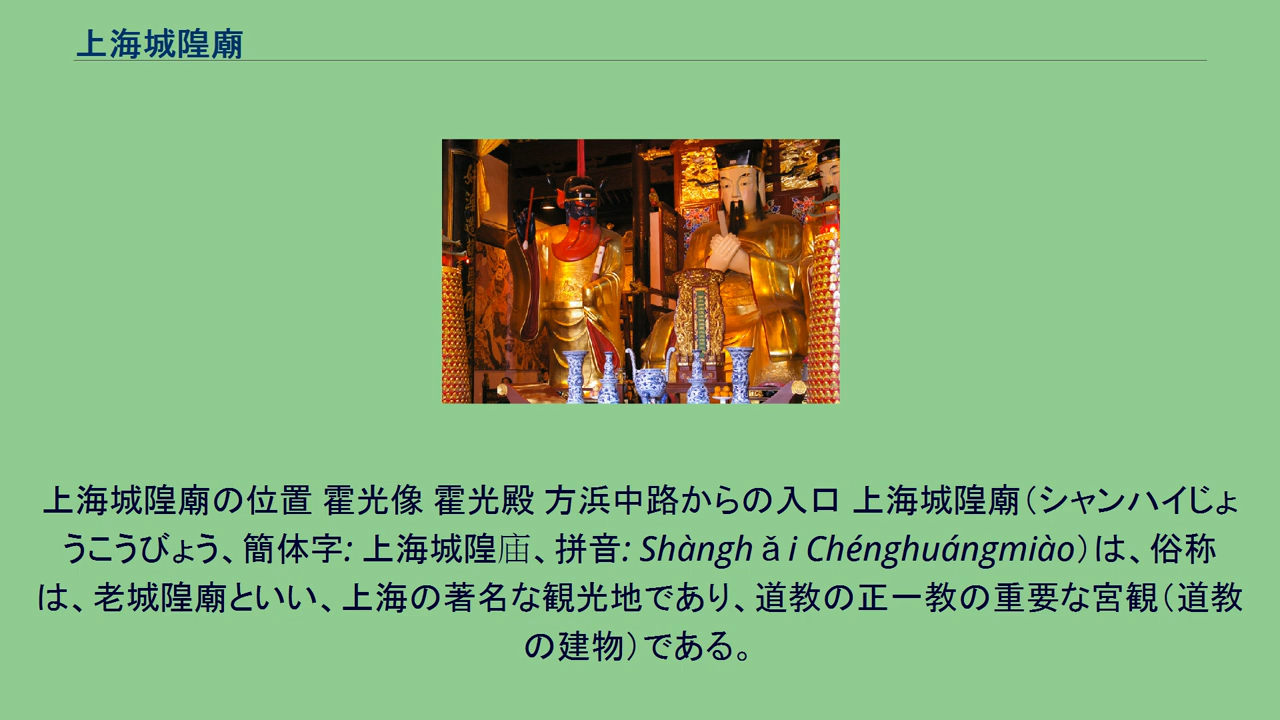 上海城隍廟
上海城隍廟の位置 霍光像 霍光殿 方浜中路からの入口 上海城隍廟（シャンハイじょ
うこうびょう、簡体字: 上海城隍庙、拼音: Shànghǎi Chénghuángmiào）は、俗称
は、老城隍廟といい、上海の著名な観光地であり、道教の正一教の重要な宮観（道教
の建物）である。